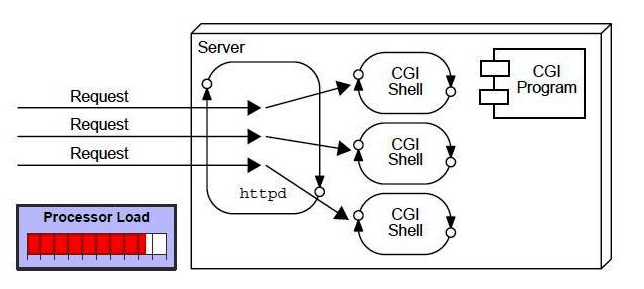 Server
CGI
Shell
CGI
Program
Request
Request
CGI
Shell
Request
httpd
CGI
Shell
Processor Load